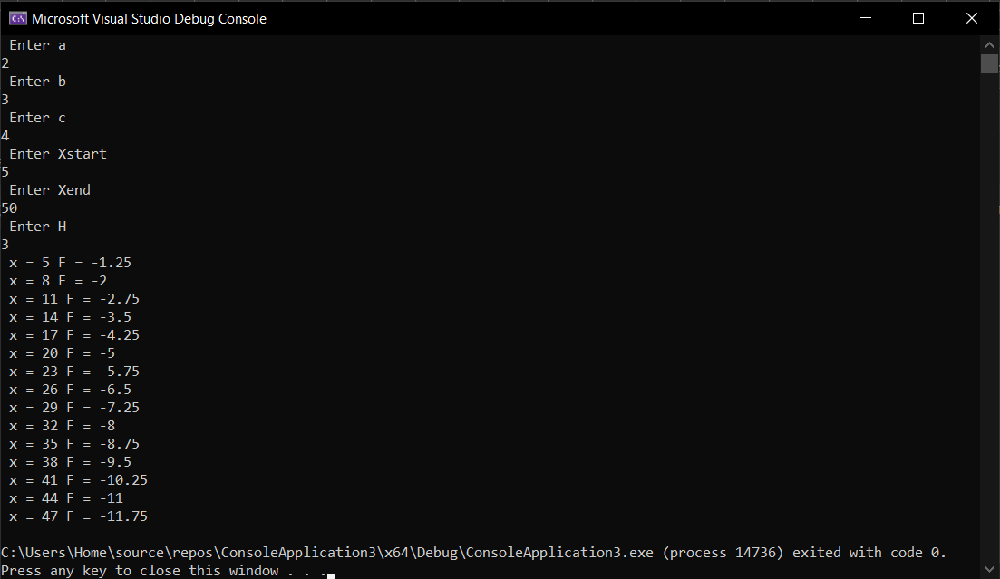 Microsoft Visual Studio Debug Console
Enter a
2
Enter b
3
Enter c
4
Enter Xstart
5
Enter Xend
50
Enter H
3
x = 5 F = -1.25
x = 8 F = -2
x = 11 F = -2.75
x = 14 F = -3.5
x = 17 F = -4.25
x = 20 F = -5
x = 23 F = -5.75
x = 26 F = -6.5
x = 29 F = -7.25
x = 32 F = -8
x = 35 F = -8.75
x = 38 F = -9.5
x = 41 F = -10.25
x = 44 F = -11
x = 47 F = -11.75
C:\Users\Home\source\repos\ConsoleApplication3\x64\Debug\ConsoleApplication3.exe (process 14736) exited with code 0.
Press any key to close this window . . .